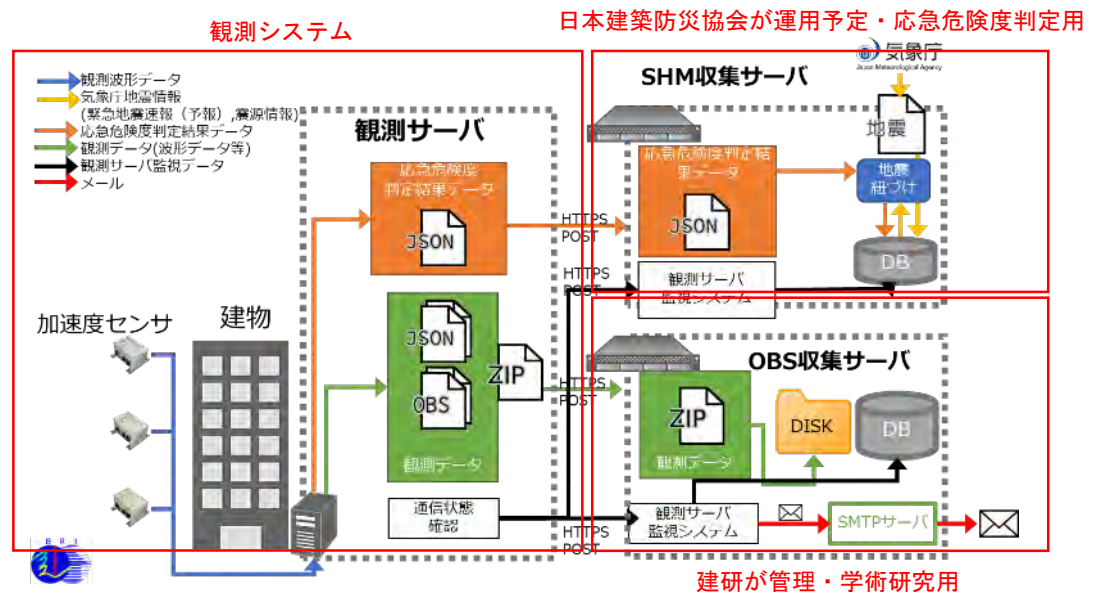 観測システム
日本建築防災協会が運用予定・応急危険度判定用
観測波形データ
気象庁地震情報
(緊急地震速報（予報）,震源情報)
応急危険度判定結果データ
観測データ(波形データ等)
観測サーバ監視データ
メール
観測サーバ
応急危険度
判定結果データ
JSON
HTTPS
POST
HTTPS
POST
加速度センサ
建物
JSON
OBS
ZIP
観測データ
HTTPS
POST
通信状態
確認
HTTPS
POST
SHM収集サーバ
気象庁
Japan Meteorological Agency
地震
応急危険度判定結
果データ
JSON
地震
紐づけ
DB
観測サーバ
監視システム
OBS収集サーバ
ZIP
観測データ
DISK
DB
観測サーバ
監視システム
SMTPサーバ
BRI
建研が管理・学術研究用